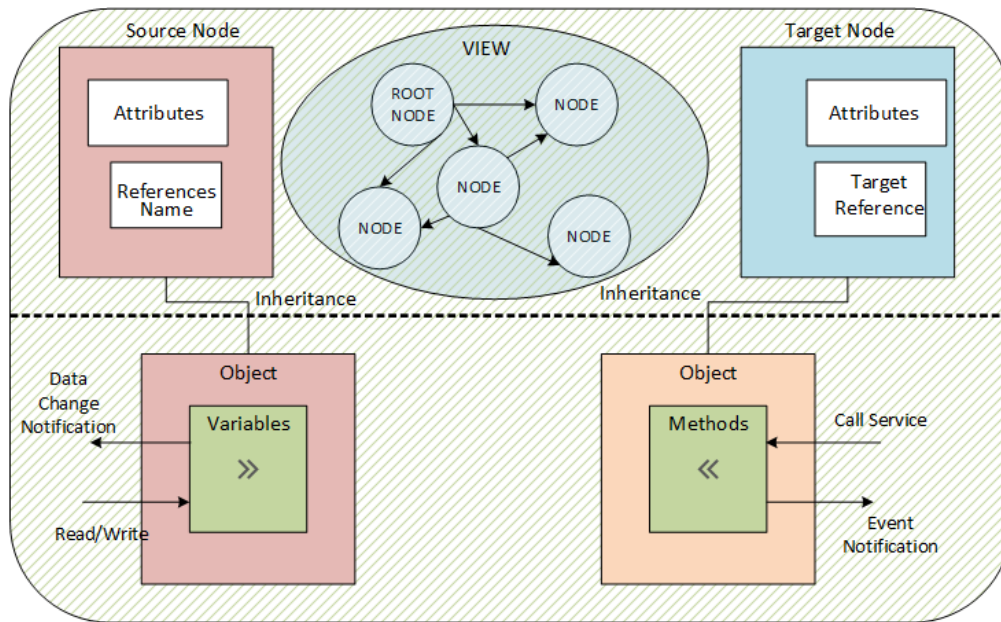 Source Node
Attributes
References
Name
VIEW
ROOT
NODE
NODE
NODE
NODE
NODE
Target Node
Attributes
Target
Reference
Inheritance
Inheritance
Data
Change
Notification
Read/Write
Object
Variables
»
Object
Methods
«
Call Service
Event
Notification